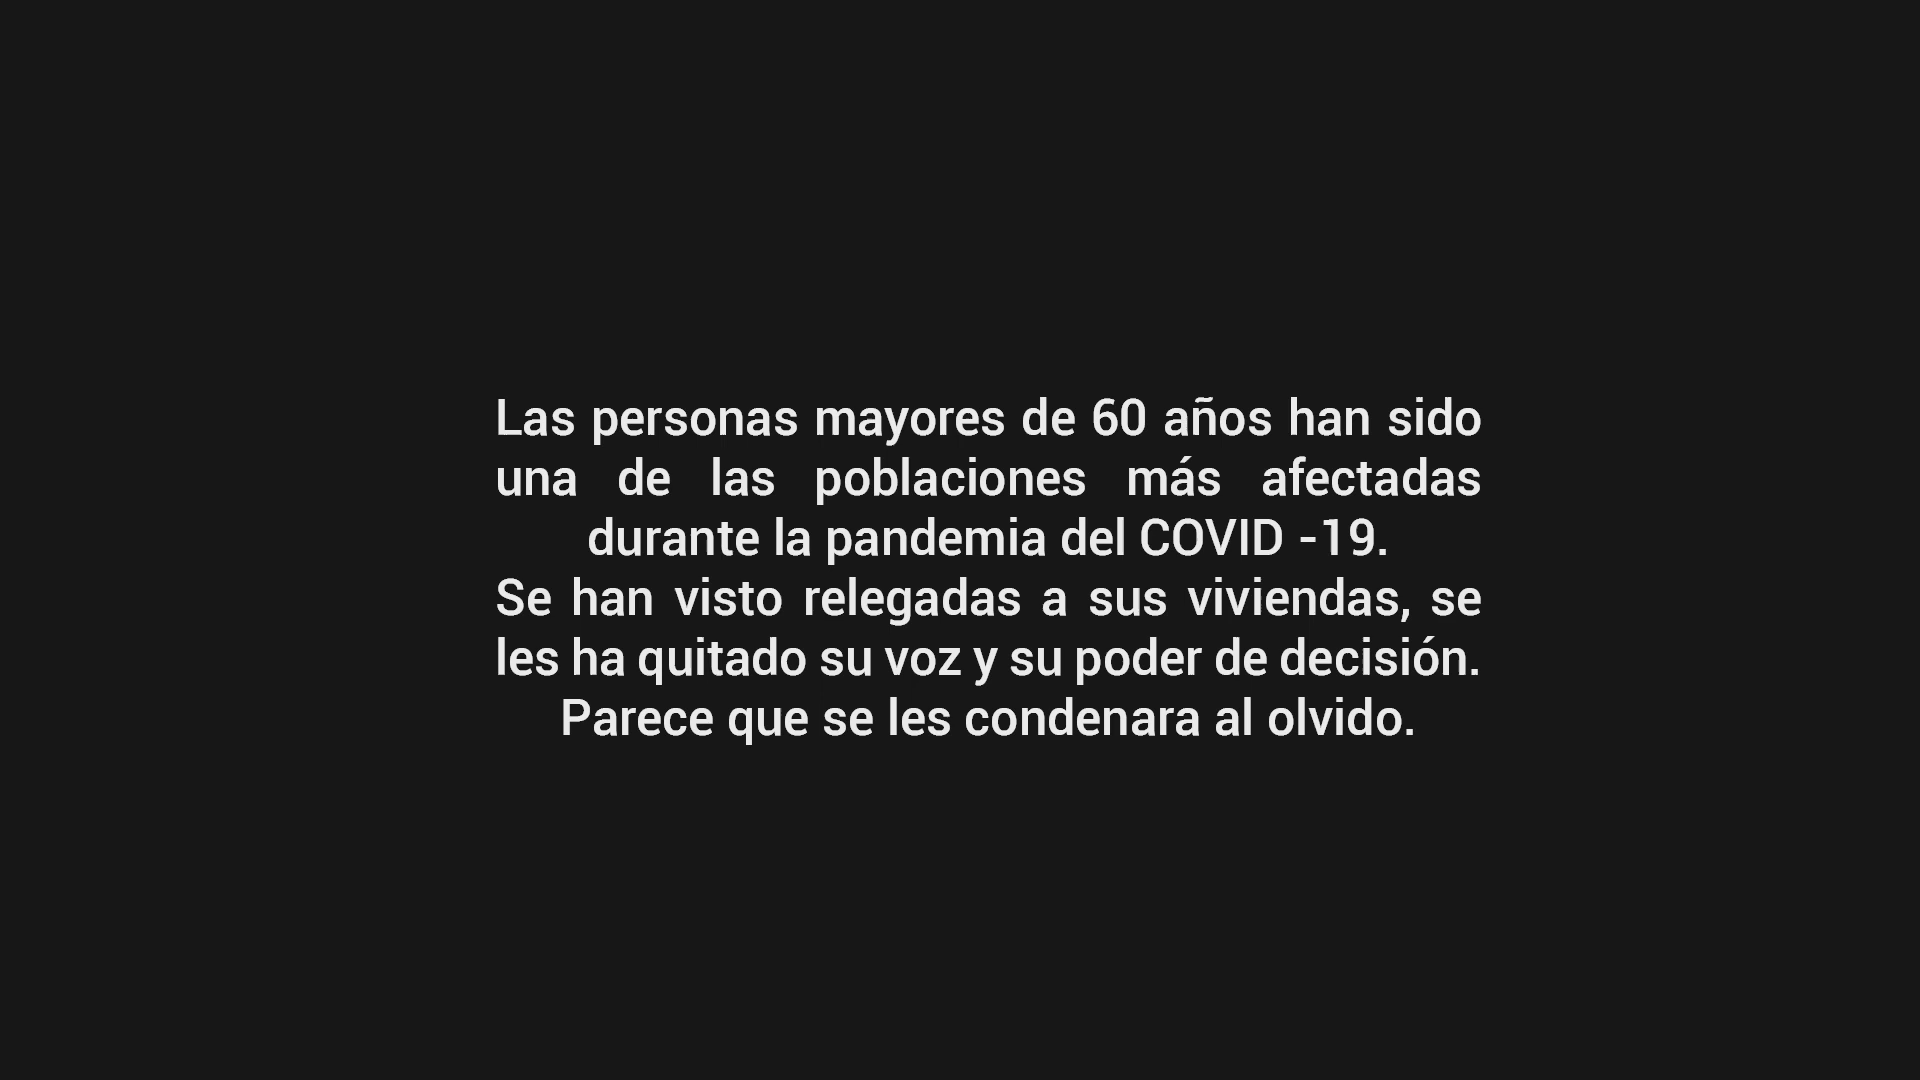 Las personas mayores de 60 años han sido
una de las poblaciones más afectadas
durante la pandemia del COVID -19.
Se han visto relegadas a sus viviendas, se
les ha quitado su voz y su poder de decisión.
Parece que se les condenara al olvido.